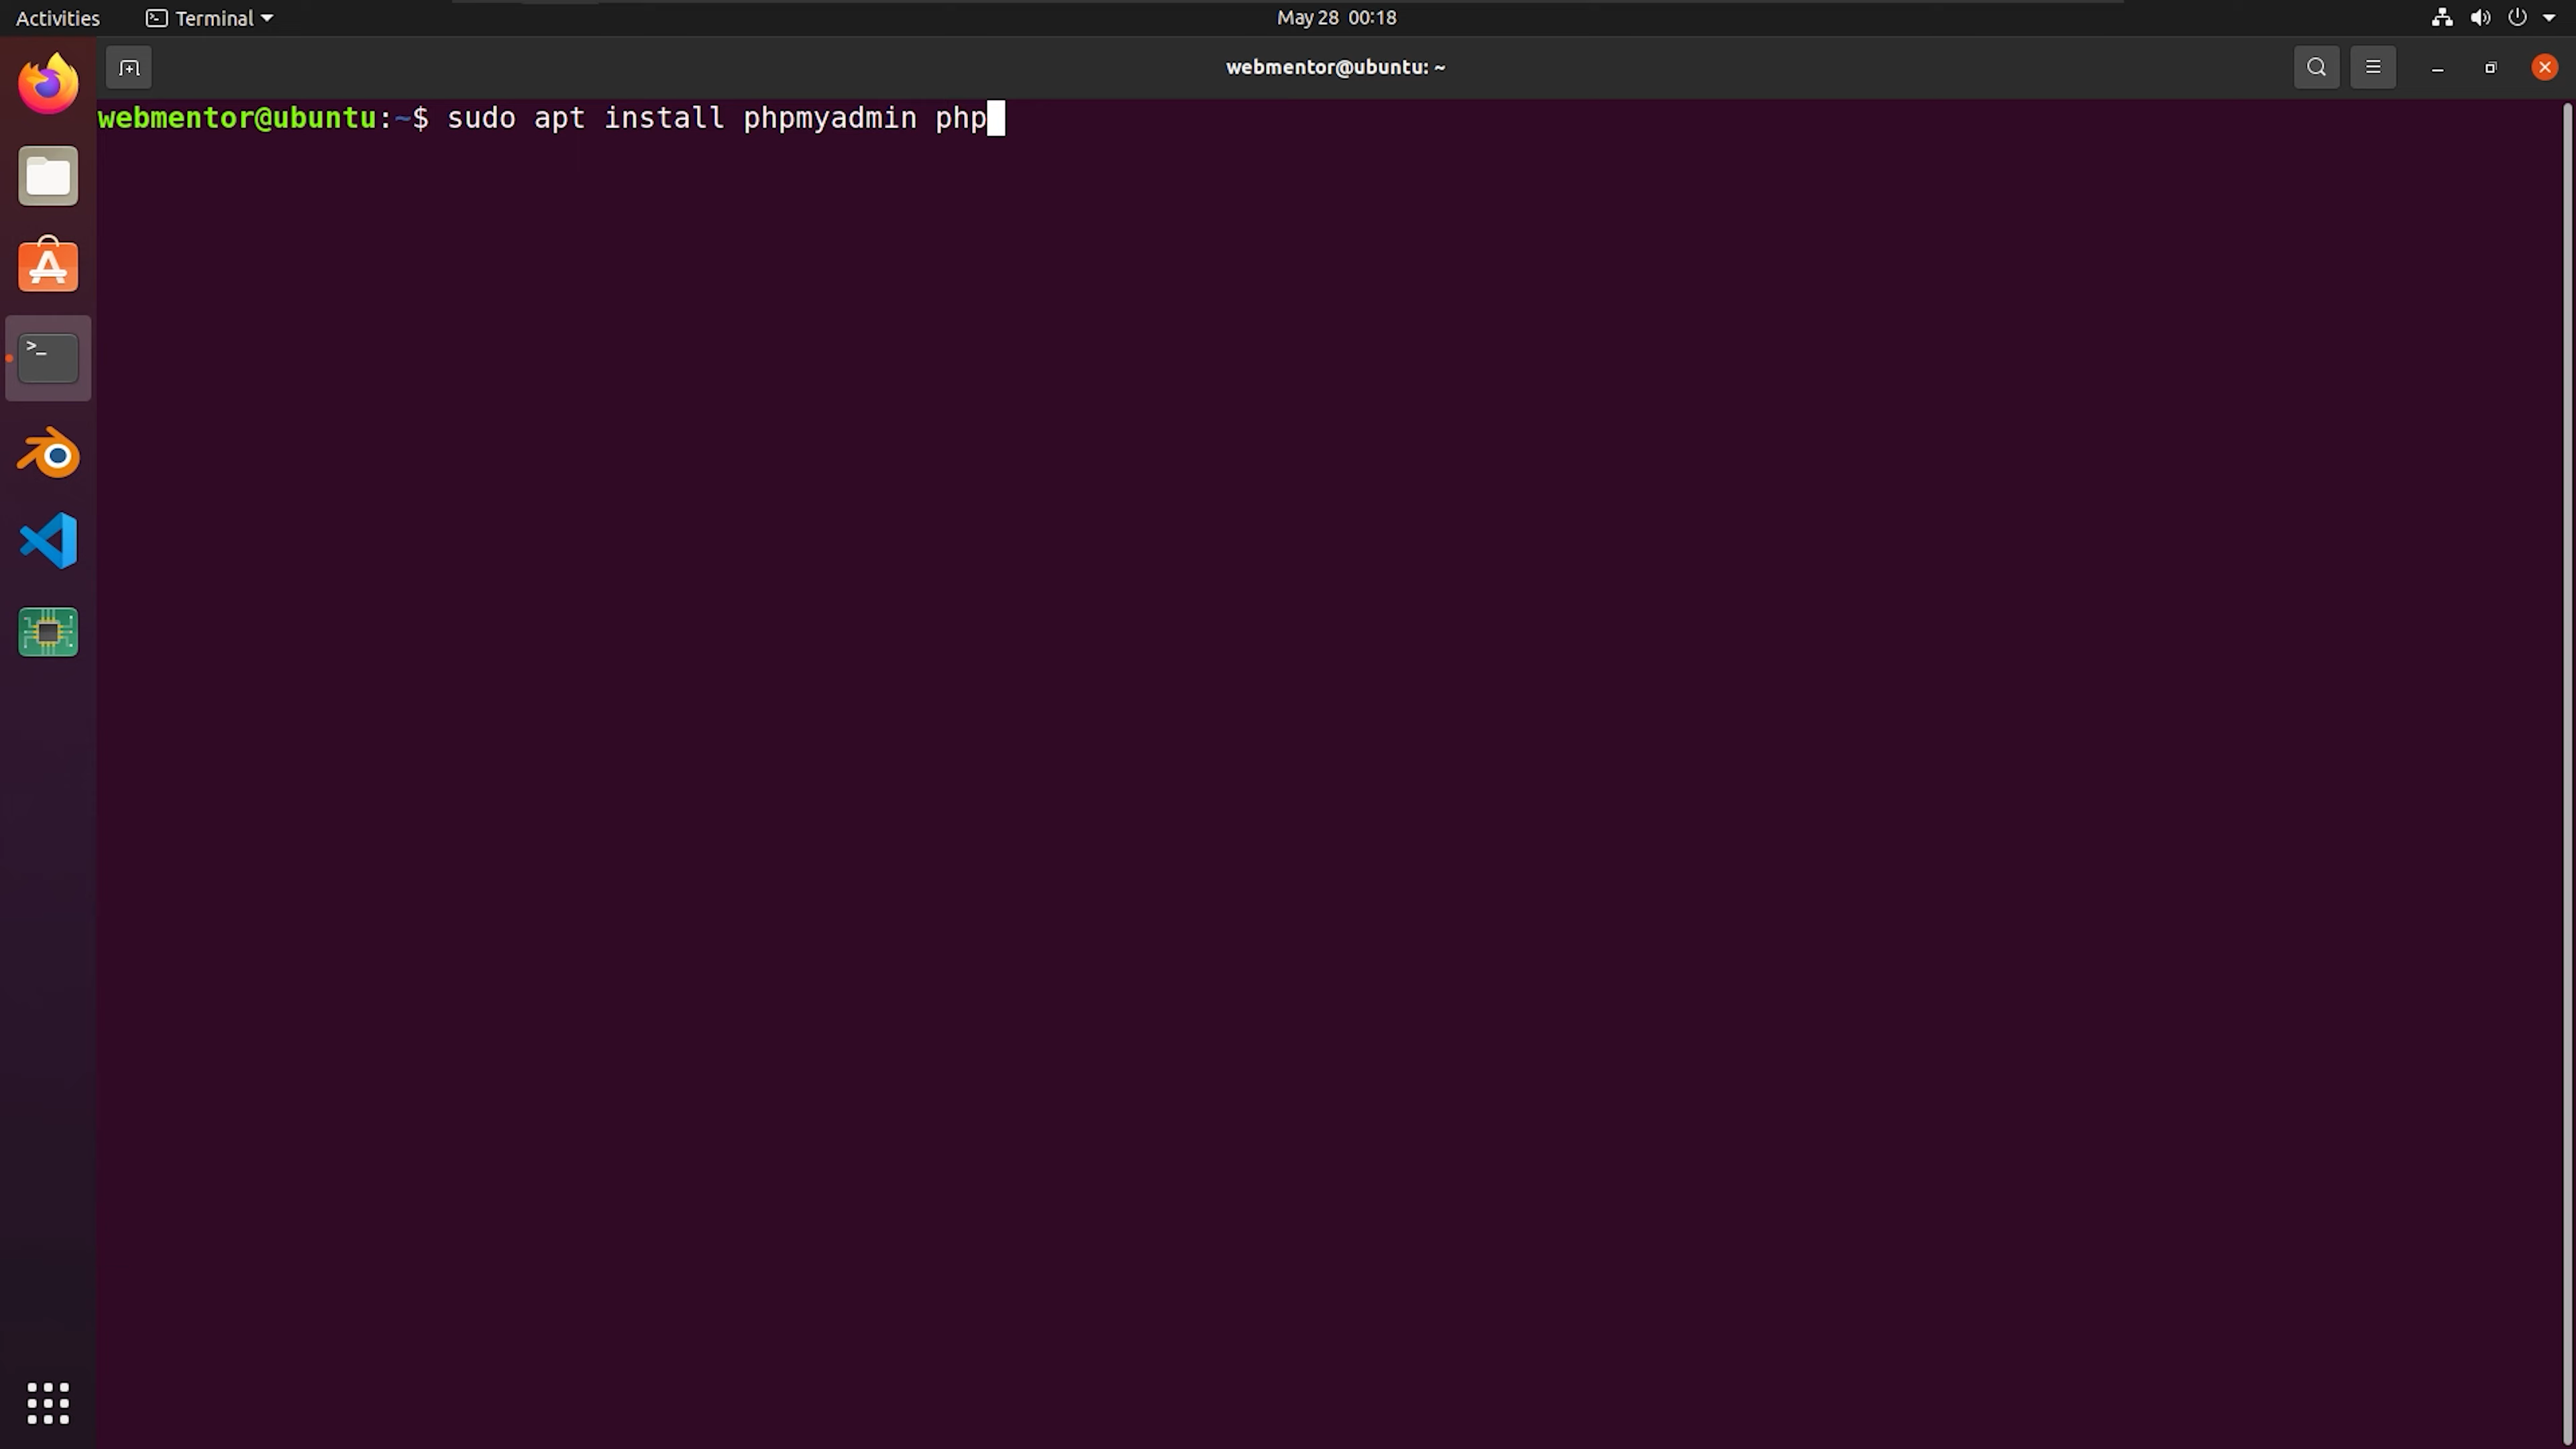 Activities Terminal May 28 00:18
webmentor@ubuntu: ~
webmentor@ubuntu:~$ sudo apt install phpmyadmin php